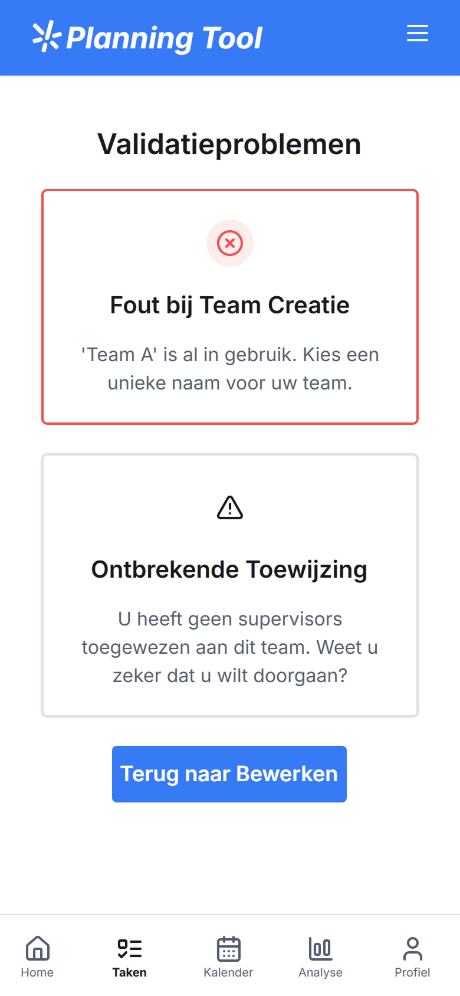 Planning Tool
Validatieproblemen
Fout bij Team Creatie
'Team A' is al in gebruik. Kies een
unieke naam voor uw team.
Ontbrekende Toewijzing
U heeft geen supervisors
toegewezen aan dit team. Weet u
zeker dat u wilt doorgaan?
Terug naar Bewerken
Home
Taken
Kalender
Analyse
Profiel